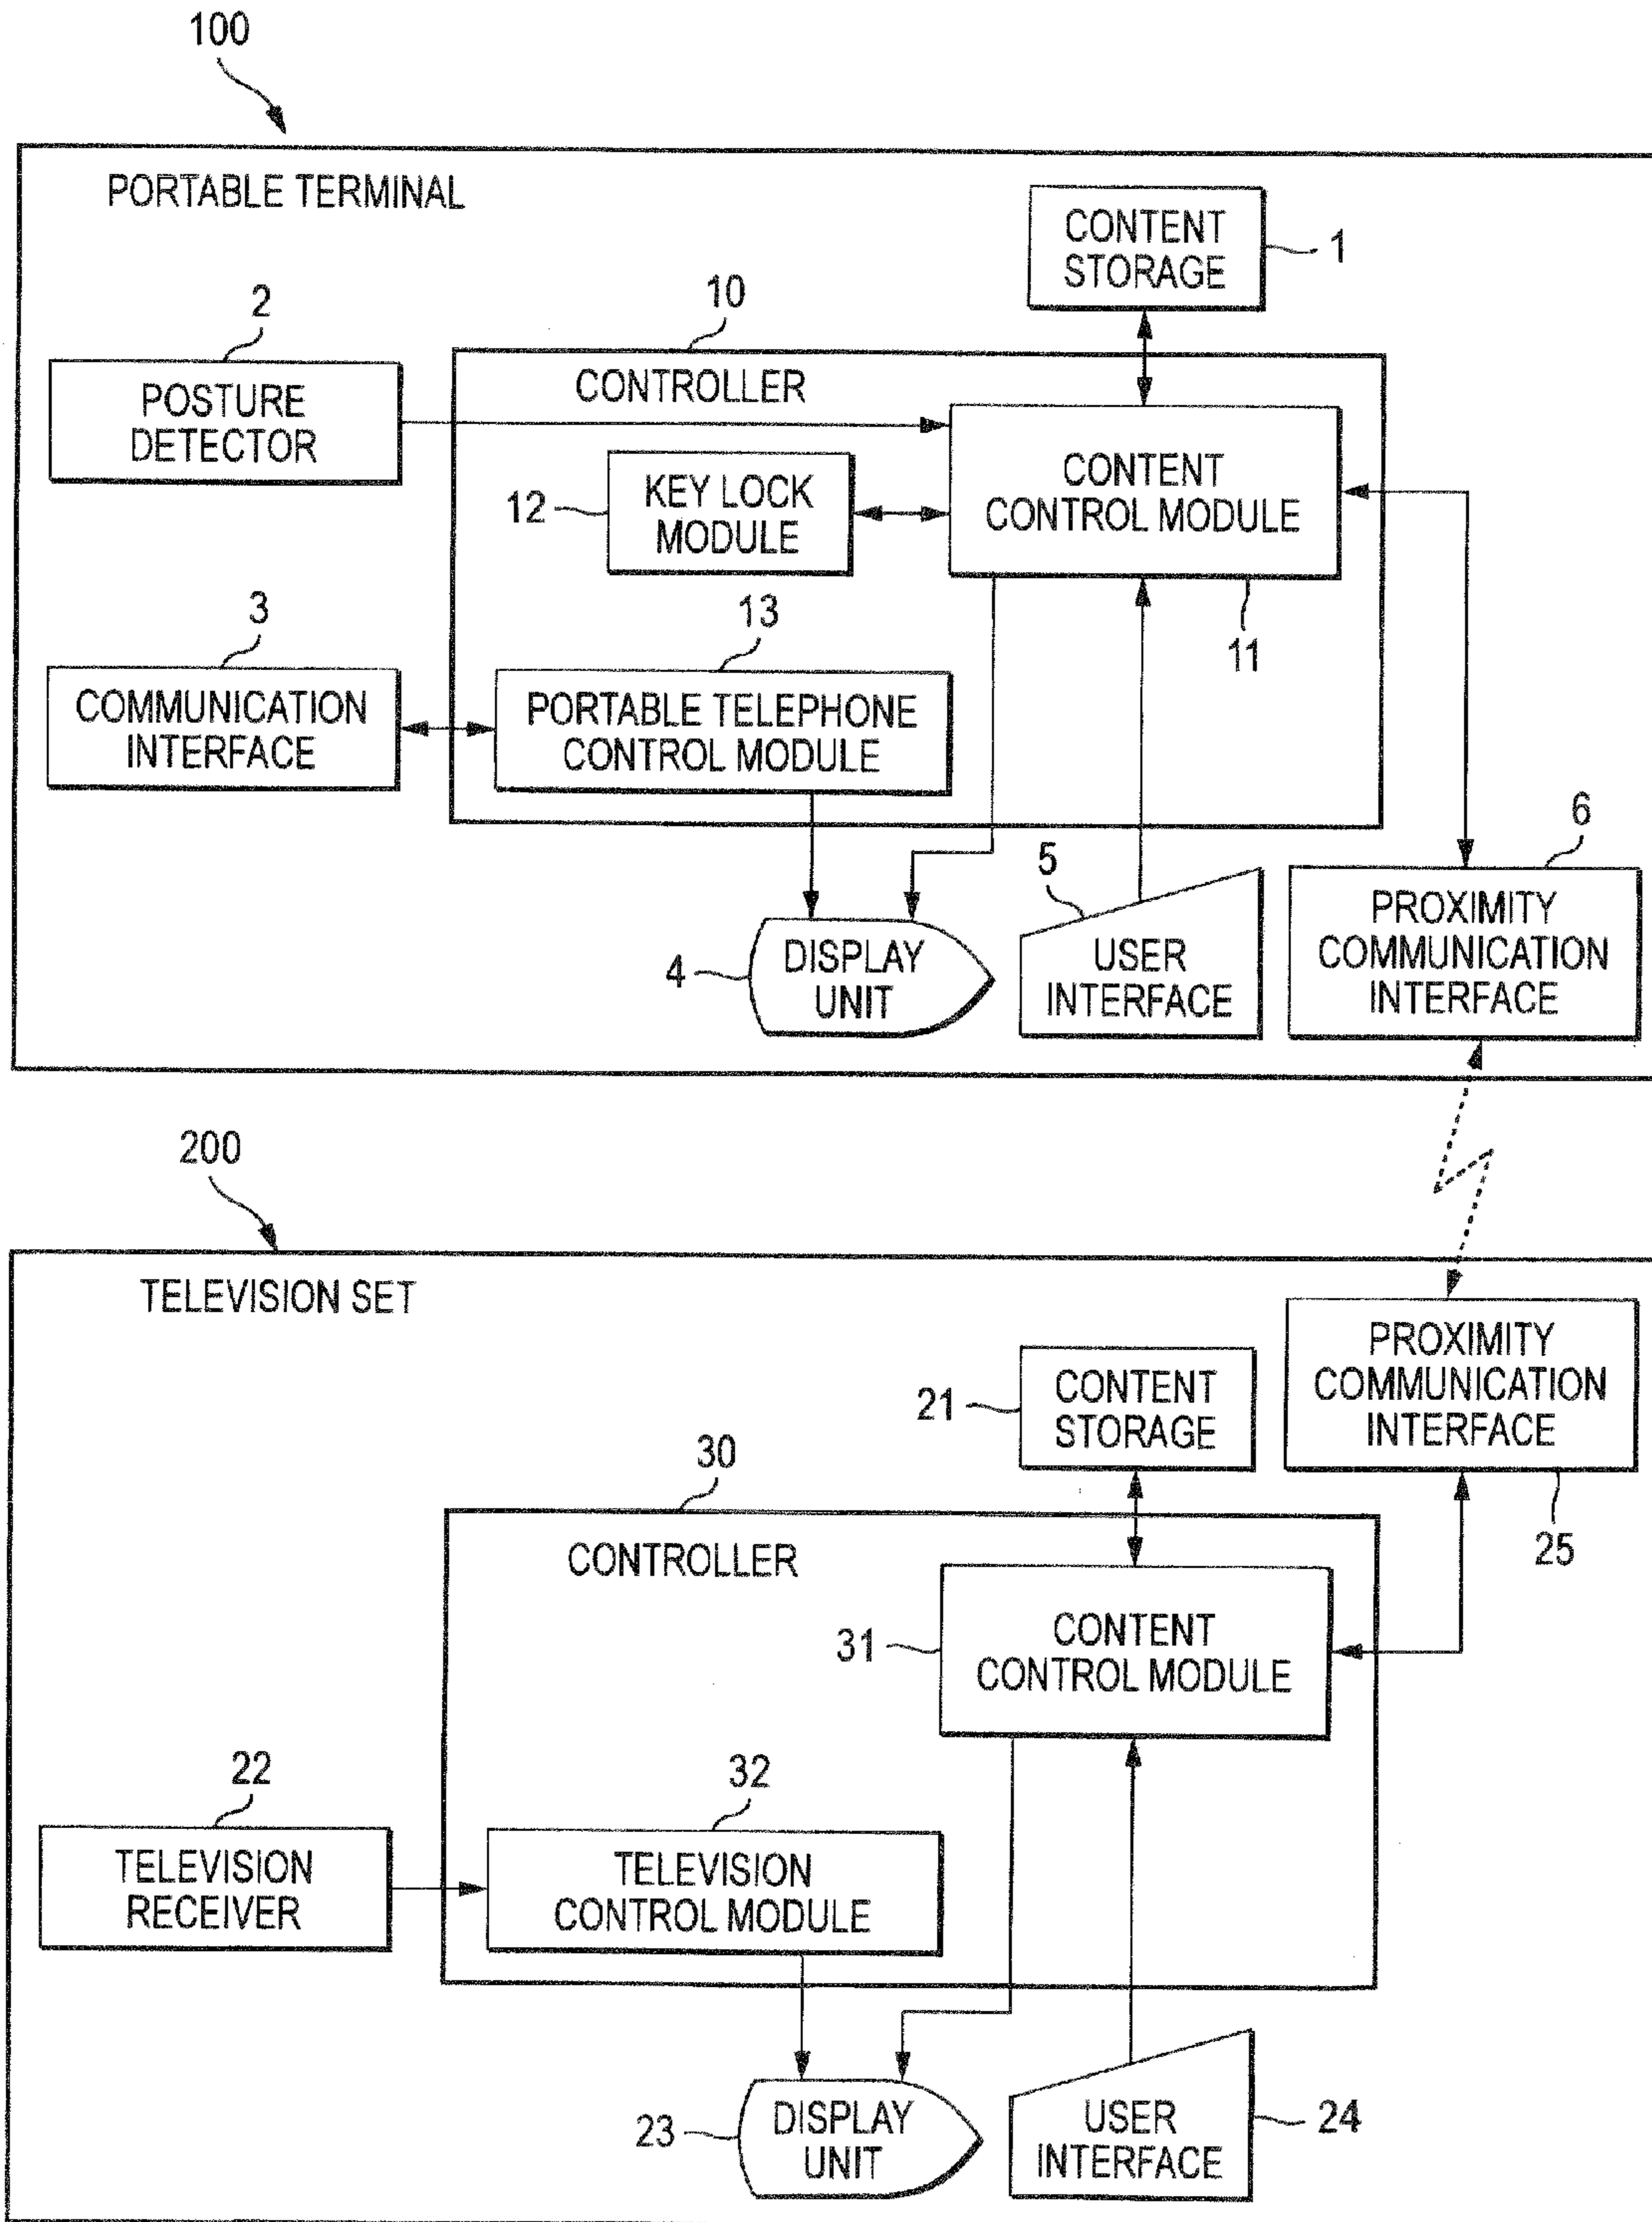 100
PORTABLE TERMINAL
CONTENT
STORAGE
1
2
10
POSTURE
DETECTOR
CONTROLLER
CONTENT
CONTROL MODULE
12
KEY LOCK
MODULE
11
3
13
COMMUNICATION
INTERFACE
PORTABLE TELEPHONE
CONTROL MODULE
6
5
4
DISPLAY
UNIT
USER
INTERFACE
PROXIMITY
COMMUNICATION
INTERFACE
200
TELEVISION SET
PROXIMITY
COMMUNICATION
INTERFACE
21
CONTENT
STORAGE
30
25
CONTROLLER
31
CONTENT
CONTROL MODULE
22
32
TELEVISION
RECEIVER
TELEVISION
CONTROL MODULE
23
DISPLAY
UNIT
USER
INTERFACE
24